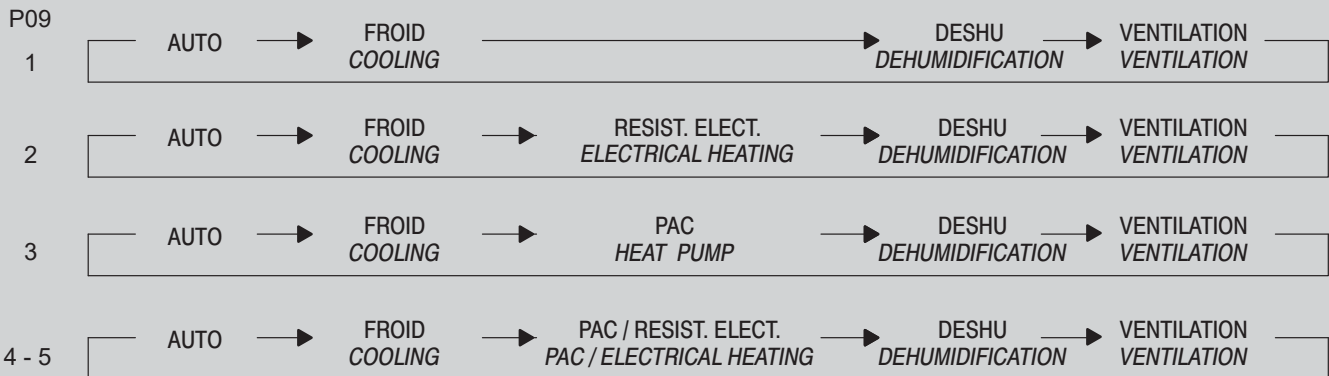 P09
AUTO FROID DESHU VENTILATION
1 COOLING DEHUMIDIFICATION VENTILATION
AUTO FROID RESIST. ELECT. DESHU VENTILATION
2 COOLING ELECTRICAL HEATING DEHUMIDIFICATION VENTILATION
AUTO FROID PAC DESHU VENTILATION
3 COOLING HEAT PUMP DEHUMIDIFICATION VENTILATION
AUTO FROID PAC / RESIST. ELECT. DESHU VENTILATION
4 - 5 COOLING PAC / ELECTRICAL HEATING DEHUMIDIFICATION VENTILATION